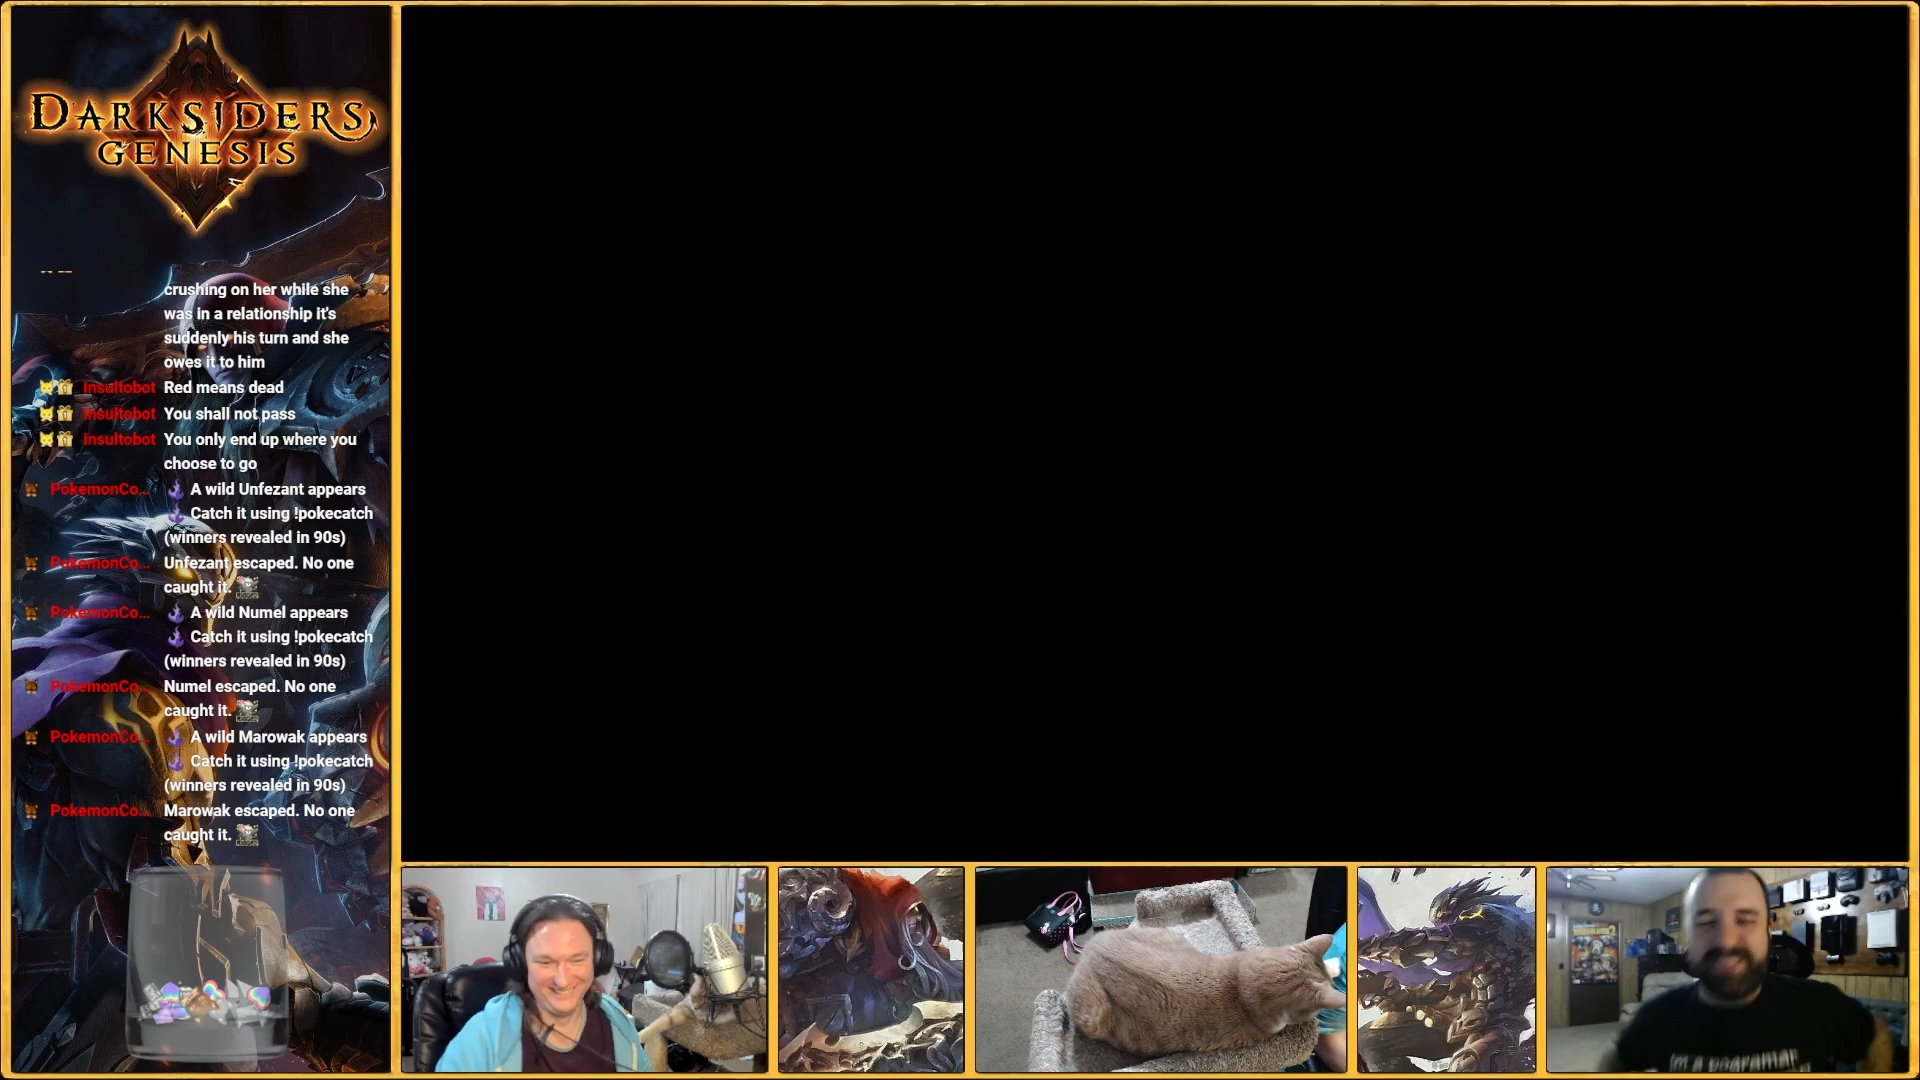 DARKSIDERS
GENESIS
crushing on her while she
was in a relationship it's
suddenly his turn and she
owes it to him
Insultobot Red means dead
Insultobot You shall not pass
Insultobot You only end up where you
choose to go
PokemonCo... A wild Unfezant appears
Catch it using !pokecatch
(winners revealed in 90s)
PokemonCo... Unfezant escaped. No one
caught it.
PokemonCo... A wild Numel appears
Catch it using !pokecatch
(winners revealed in 90s)
PokemonCo... Numel escaped. No one
caught it.
PokemonCo... A wild Marowak appears
Catch it using !pokecatch
(winners revealed in 90s)
PokemonCo... Marowak escaped. No one
caught it.
I'M A